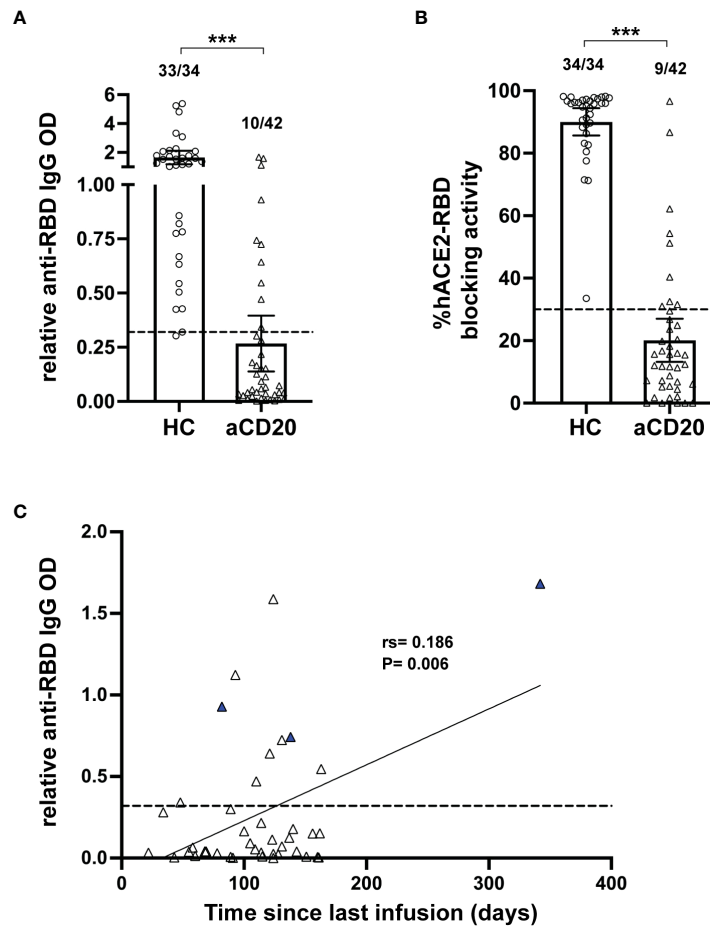 A
***
33/34
10/42
6
4
2
1.00
0.75
0.50
0.25
0.00
relative anti-RBD IgG OD
HC
aCD20
B
***
34/34
9/42
100
80
60
40
20
0
%hACE2-RBD
blocking activity
HC
aCD20
C
2.0
1.5
1.0
0.5
0.0
relative anti-RBD IgG OD
rs= 0.186
P= 0.006
0
100
200
300
400
Time since last infusion (days)